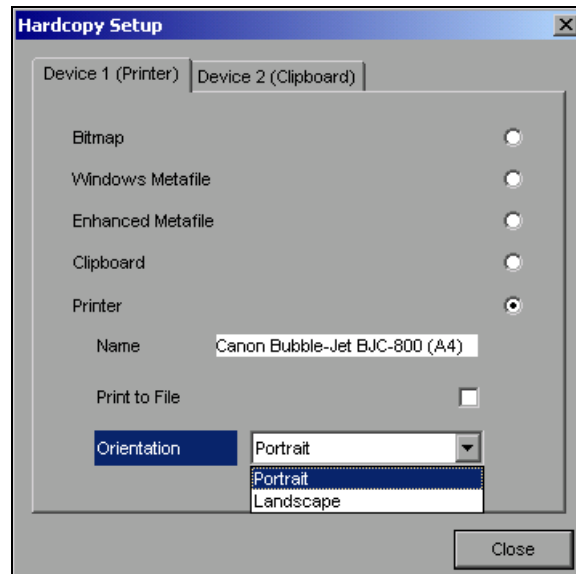 Hardcopy Setup
Device 1 (Printer) Device 2 (Clipboard)
Bitmap
Windows Metafile
Enhanced Metafile
Clipboard
Printer
Name Canon Bubble-Jet BJC-800 (A4)
Print to File
Orientation Portrait
Portrait
Landscape
Close